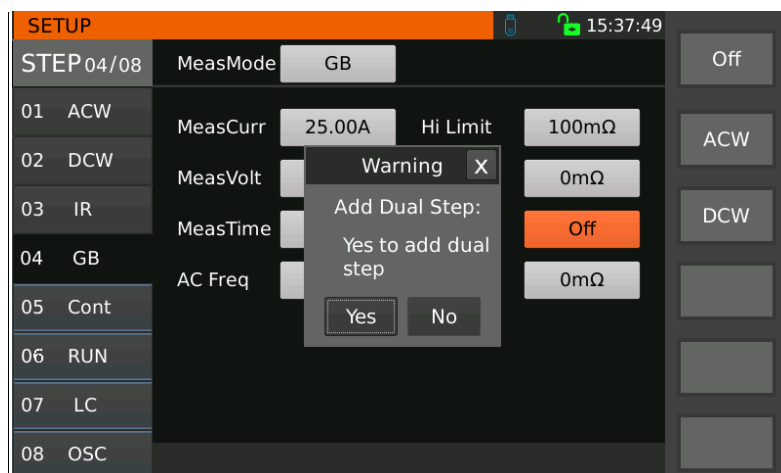 SETUP 15:37:49
STEP 04/08 MeasMode GB Off
01 ACW MeasCurr 25.00A Hi Limit 100mΩ ACW
02 DCW MeasVolt Warning X 0mΩ
03 IR MeasTime Add Dual Step: Off DCW
Yes to add dual
step
04 GB AC Freq 0mΩ
05 Cont Yes No
06 RUN
07 LC
08 OSC